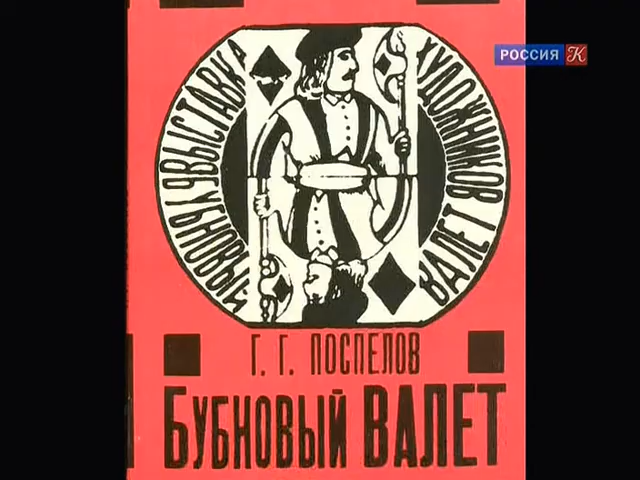 РОССИЯ К
ВЫСТАВКА
ХУДОЖНИКОВ
БУБНОВЫЙ
ВАЛЕТ
Г. Г. ПОСПЕЛОВ
БУБНОВЫЙ ВАЛЕТ